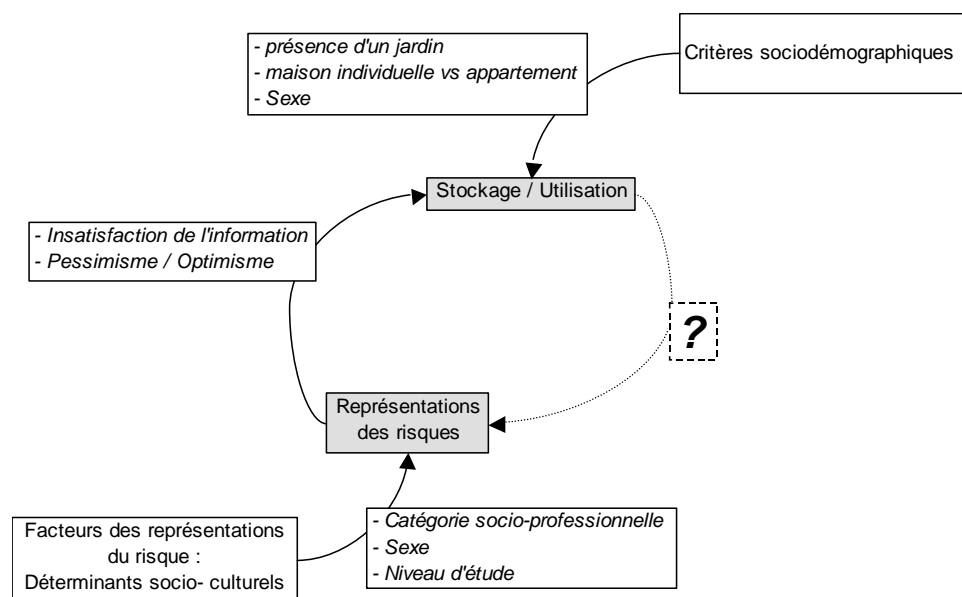 - présence d'un jardin
- maison individuelle vs appartement
- Sexe
Critères sociodémographiques
Stockage / Utilisation
- Insatisfaction de l'information
- Pessimisme / Optimisme
?
Représentations
des risques
Facteurs des représentations
du risque :
Déterminants socio- culturels
- Catégorie socio-professionnelle
- Sexe
- Niveau d'étude